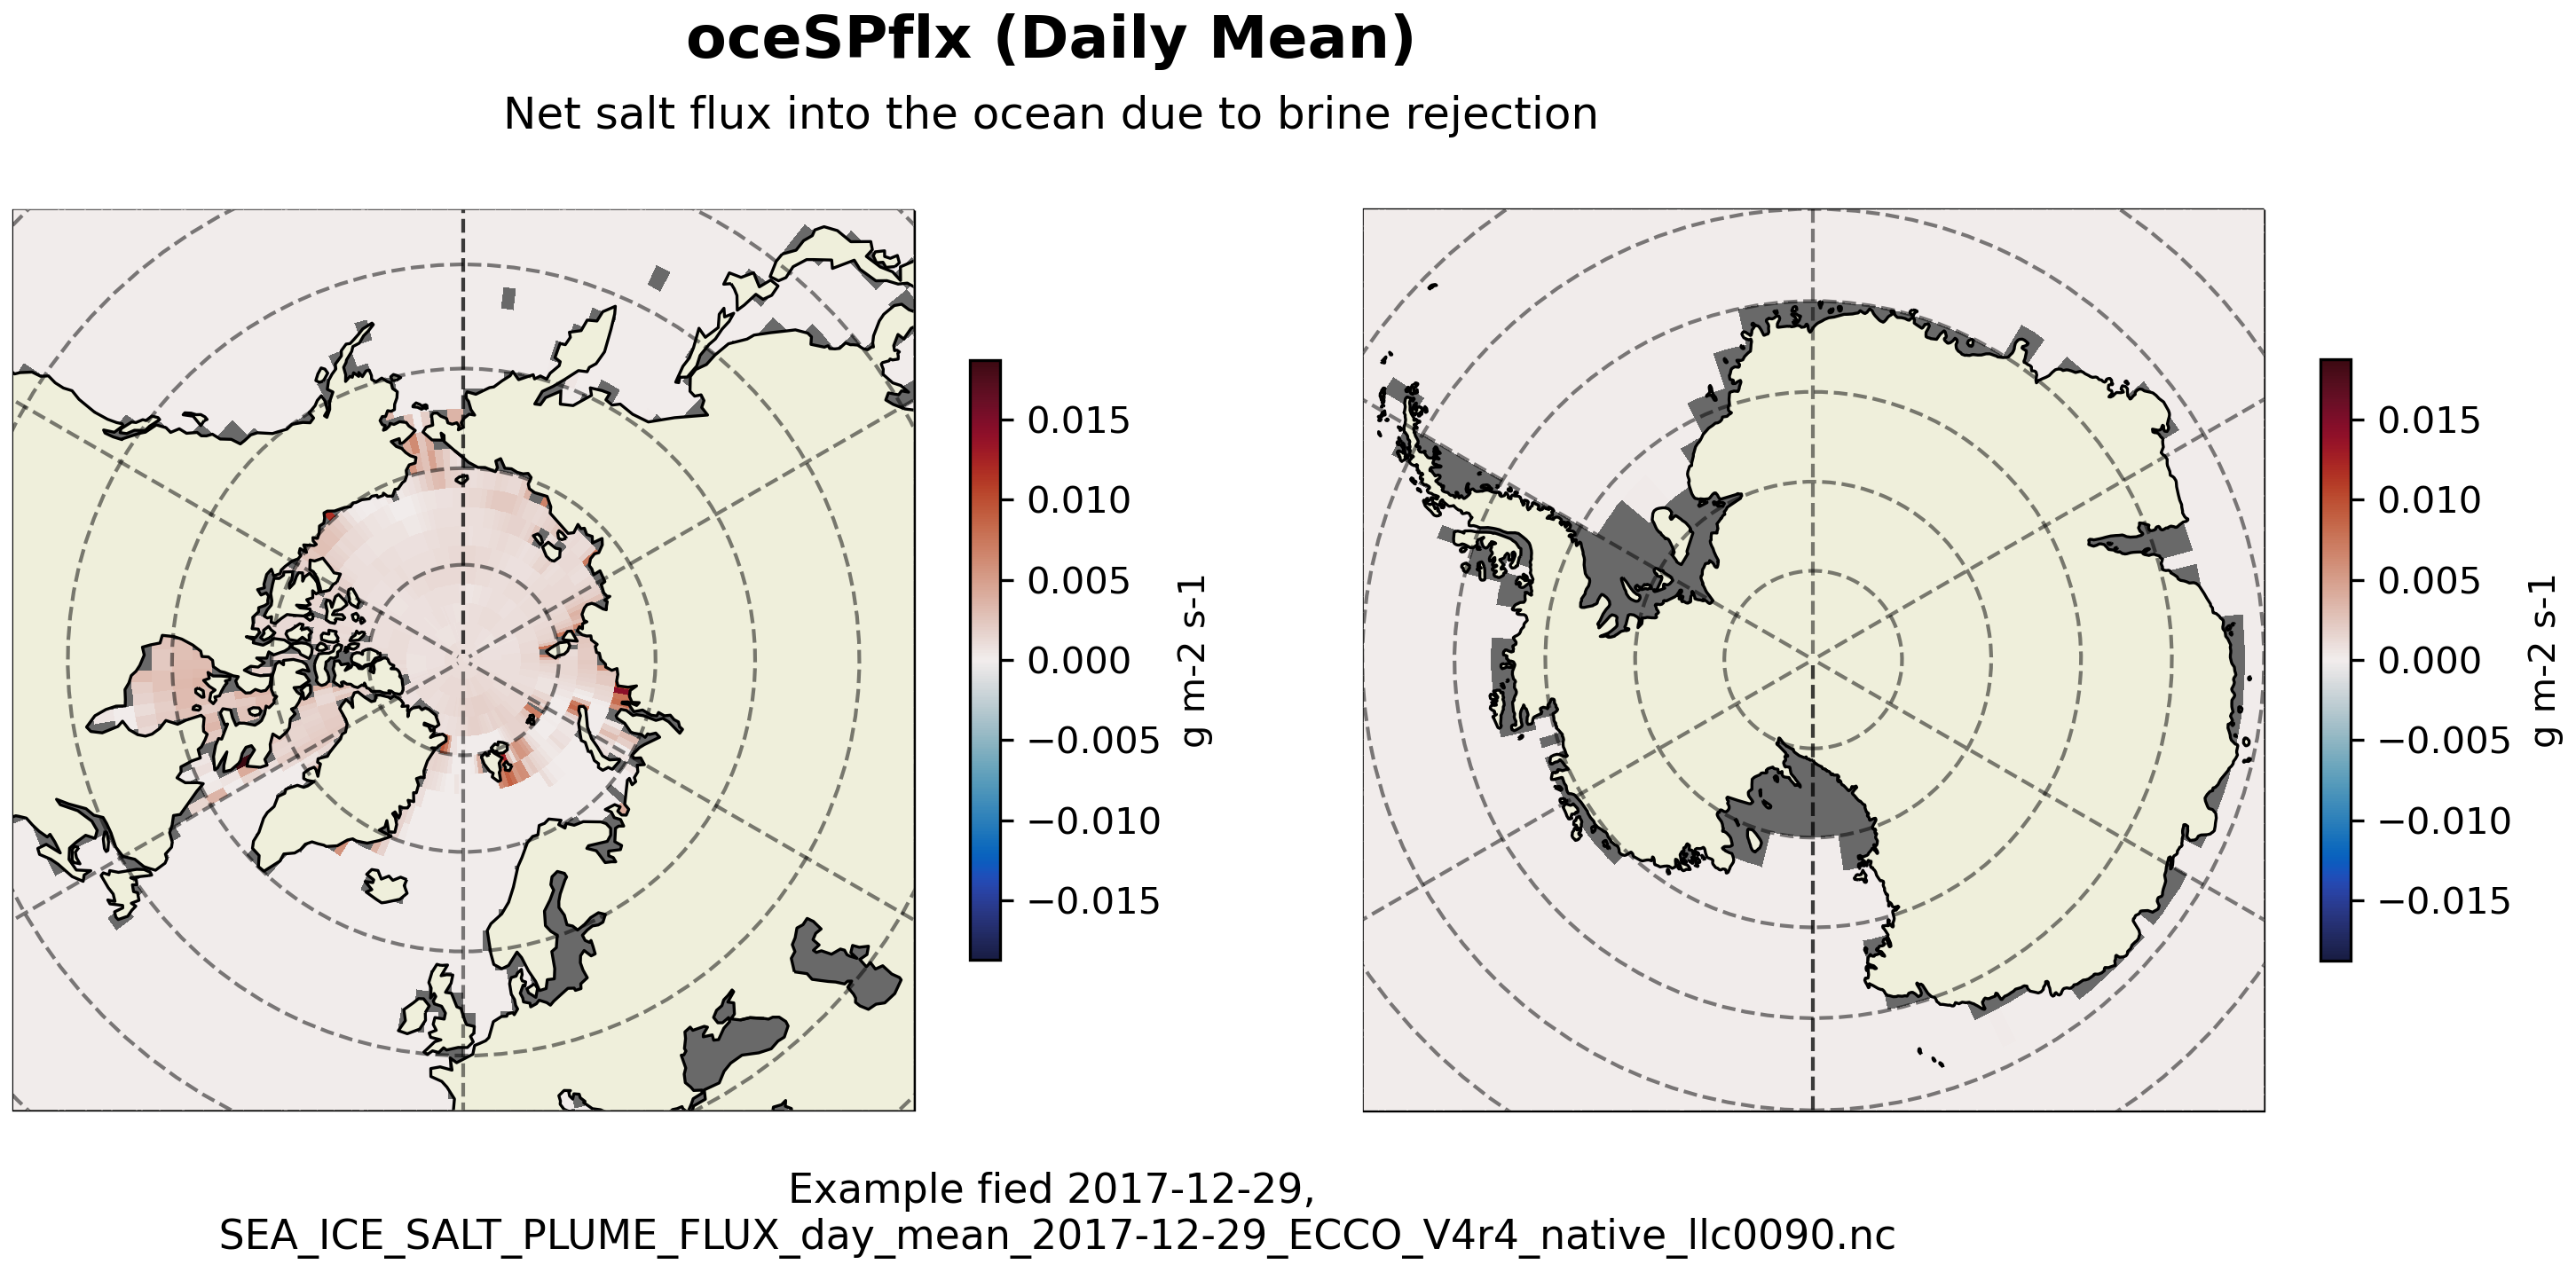 oceSPflx (Daily Mean)
Net salt flux into the ocean due to brine rejection
0.015
0.010
0.005
0.000
−0.005
−0.010
−0.015
g m-2 s-1
0.015
0.010
0.005
0.000
−0.005
−0.010
−0.015
g m-2 s-1
Example fied 2017-12-29,
SEA_ICE_SALT_PLUME_FLUX_day_mean_2017-12-29_ECCO_V4r4_native_llc0090.nc